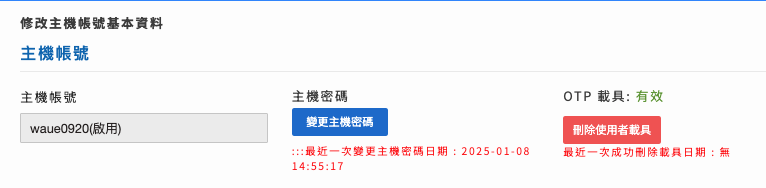 修改主機帳號基本資料
主機帳號
主機帳號
waue0920(啟用)
主機密碼
變更主機密碼
:::最近一次變更主機密碼日期：2025-01-08
14:55:17
OTP 載具: 有效
刪除使用者載具
最近一次成功刪除載具日期：無